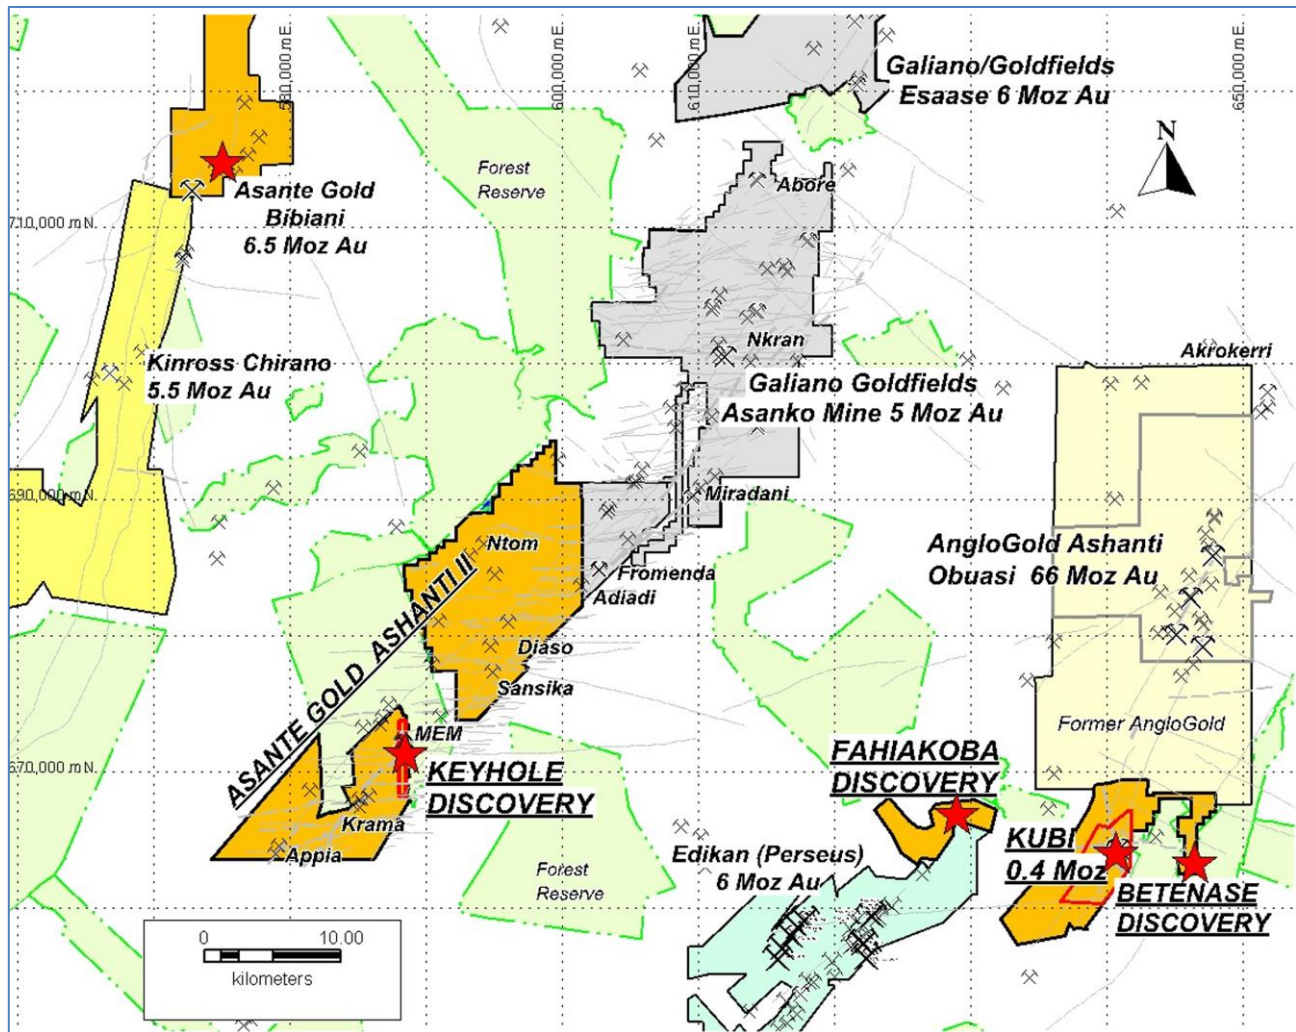 580,000 mE.
600,000 mE.
610,000 mE.
650,000 mE.
Galiano/Goldfields
Esaase 6 Moz Au
N
Forest
Reserve
Abore
Asante Gold
Bibiani
6.5 Moz Au
710,000 mN.
Nkran
Akrokerri
Kinross Chirano
5.5 Moz Au
Galiano Goldfields
Asanko Mine 5 Moz Au
690,000 mN.
Miradani
Ntom
AngloGold Ashanti
Obuasi 66 Moz Au
Fromenda
Adiadi
ASANTE GOLD ASHANTI II
Diaso
Sansika
Former AngloGold
MEM
670,000 mN.
KEYHOLE
DISCOVERY
FAHIAKOBA
DISCOVERY
Krama
Appia
Edikan (Perseus)
6 Moz Au
KUBI
0.4 Moz
Forest
Reserve
BETENASE
DISCOVERY
0 10.00
kilometers